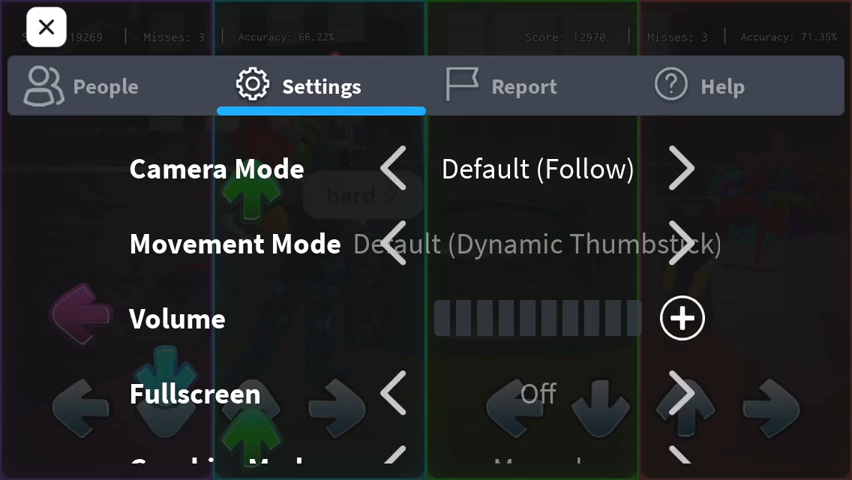 19269 | Misses: 3 | Accuracy: 66.22%
Score: 12970 | Misses: 3 | Accuracy: 71.35%
People
Settings
Report
Help
Camera Mode
Default (Follow)
hard :/
Movement Mode
Default (Dynamic Thumbstick)
Volume
Fullscreen
Off